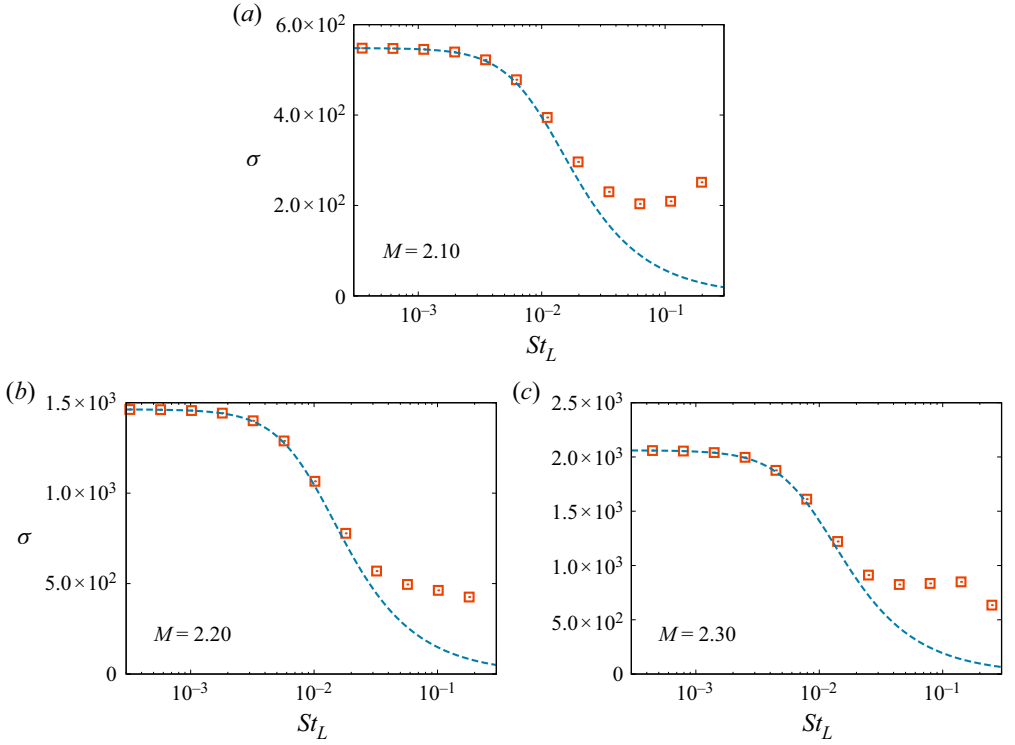 (a)
6.0 × 10²
4.0 × 10²
σ
2.0 × 10²
M = 2.10
0
10⁻³ 10⁻² 10⁻¹
St_L
(b)
1.5 × 10³
1.0 × 10³
σ
5.0 × 10²
M = 2.20
0
10⁻³ 10⁻² 10⁻¹
St_L
(c)
2.5 × 10³
2.0 × 10³
1.5 × 10³
1.0 × 10³
5.0 × 10²
M = 2.30
0
10⁻³ 10⁻² 10⁻¹
St_L